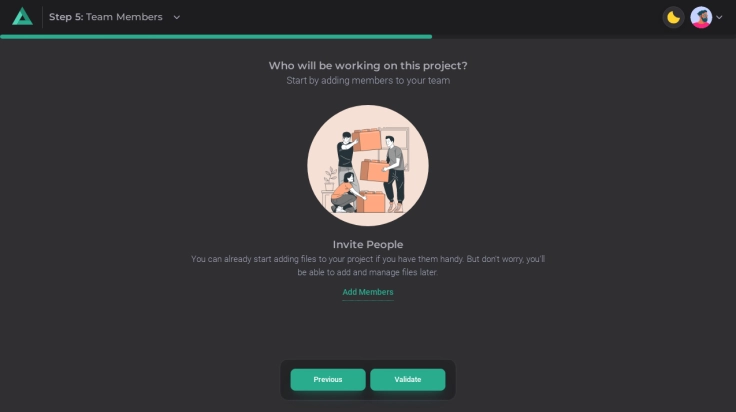 Step 5: Team Members
Who will be working on this project?
Start by adding members to your team
Invite People
You can already start adding files to your project if you have them handy. But don't worry, you'll
be able to add and manage files later.
Add Members
Previous
Validate